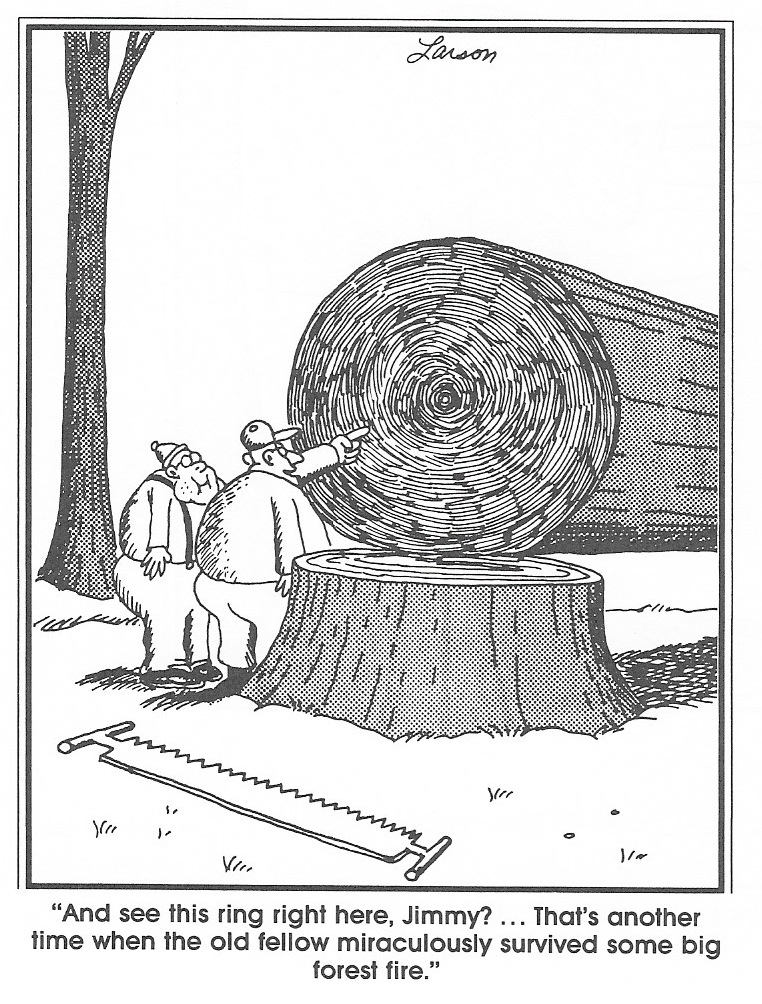 Larson
“And see this ring right here, Jimmy? ... That's another
time when the old fellow miraculously survived some big
forest fire.”